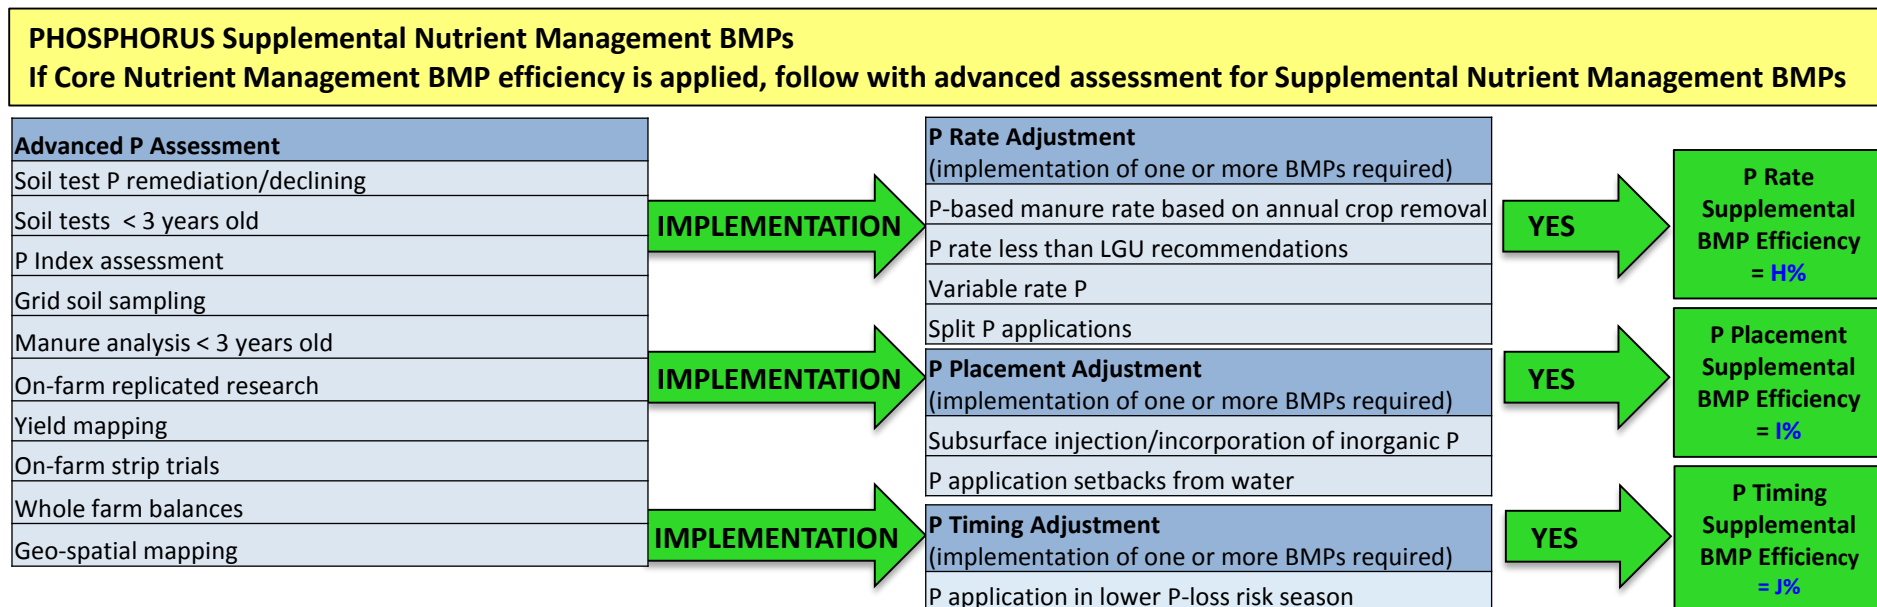 PHOSPHORUS Supplemental Nutrient Management BMPs
If Core Nutrient Management BMP efficiency is applied, follow with advanced assessment for Supplemental Nutrient Management BMPs
Advanced P Assessment
Soil test P remediation/declining
Soil tests < 3 years old
P Index assessment
Grid soil sampling
Manure analysis < 3 years old
On-farm replicated research
Yield mapping
On-farm strip trials
Whole farm balances
Geo-spatial mapping
IMPLEMENTATION
P Rate Adjustment
(implementation of one or more BMPs required)
P-based manure rate based on annual crop removal
P rate less than LGU recommendations
Variable rate P
Split P applications
YES
P Rate
Supplemental
BMP Efficiency
= H%
IMPLEMENTATION
P Placement Adjustment
(implementation of one or more BMPs required)
Subsurface injection/incorporation of inorganic P
P application setbacks from water
YES
P Placement
Supplemental
BMP Efficiency
= I%
IMPLEMENTATION
P Timing Adjustment
(implementation of one or more BMPs required)
P application in lower P-loss risk season
YES
P Timing
Supplemental
BMP Efficiency
= J%